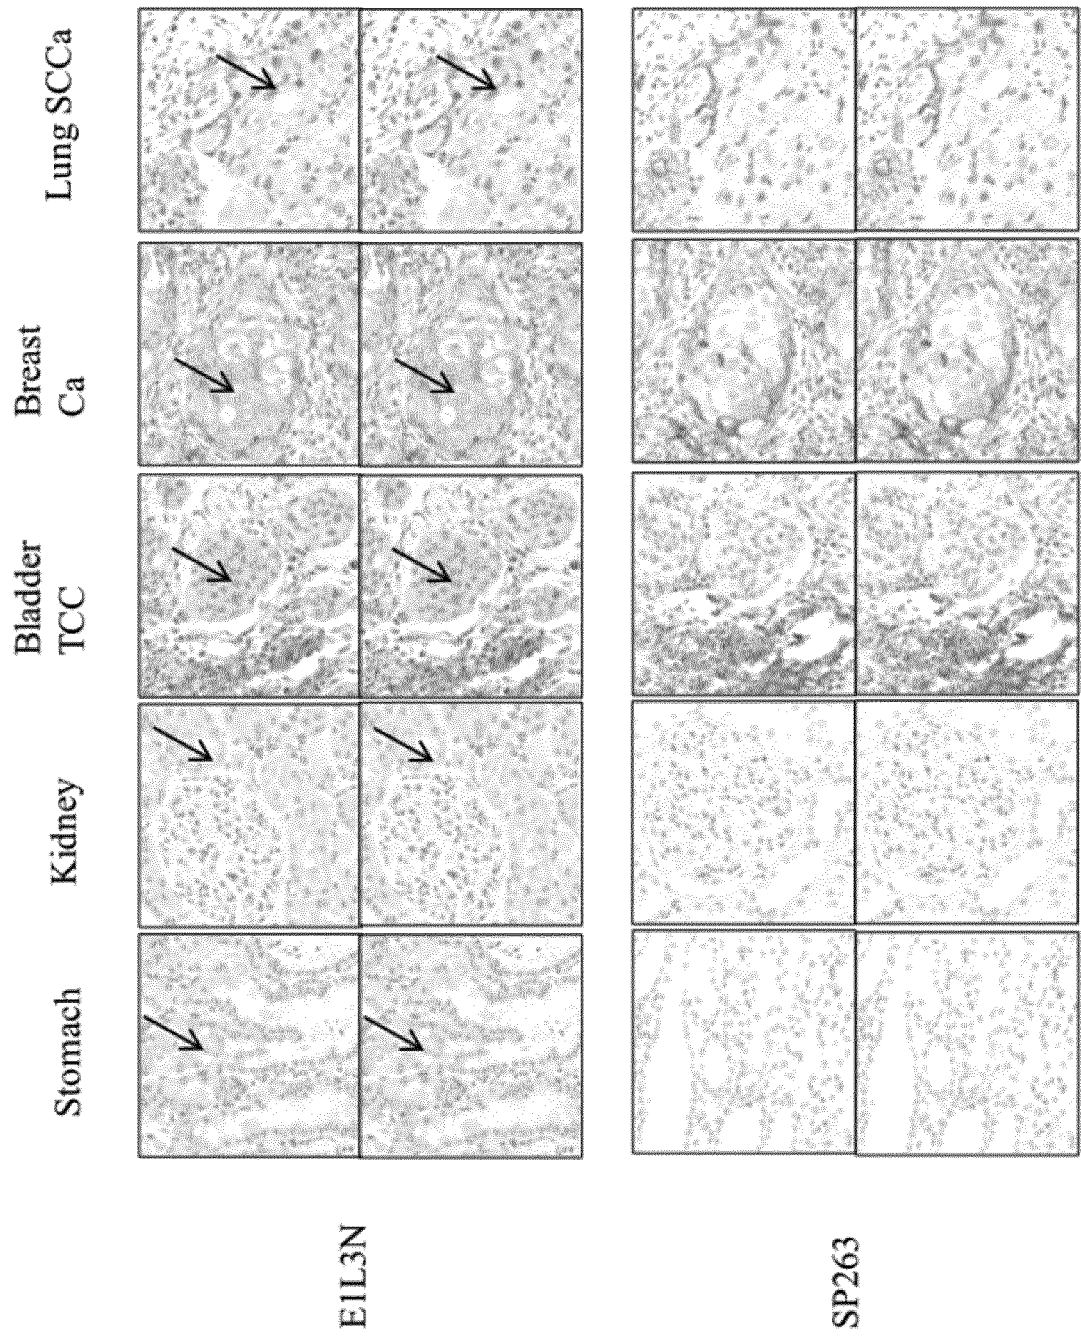 Stomach
Kidney
Bladder
TCC
Breast
Ca
Lung SCCa
E1L3N
SP263